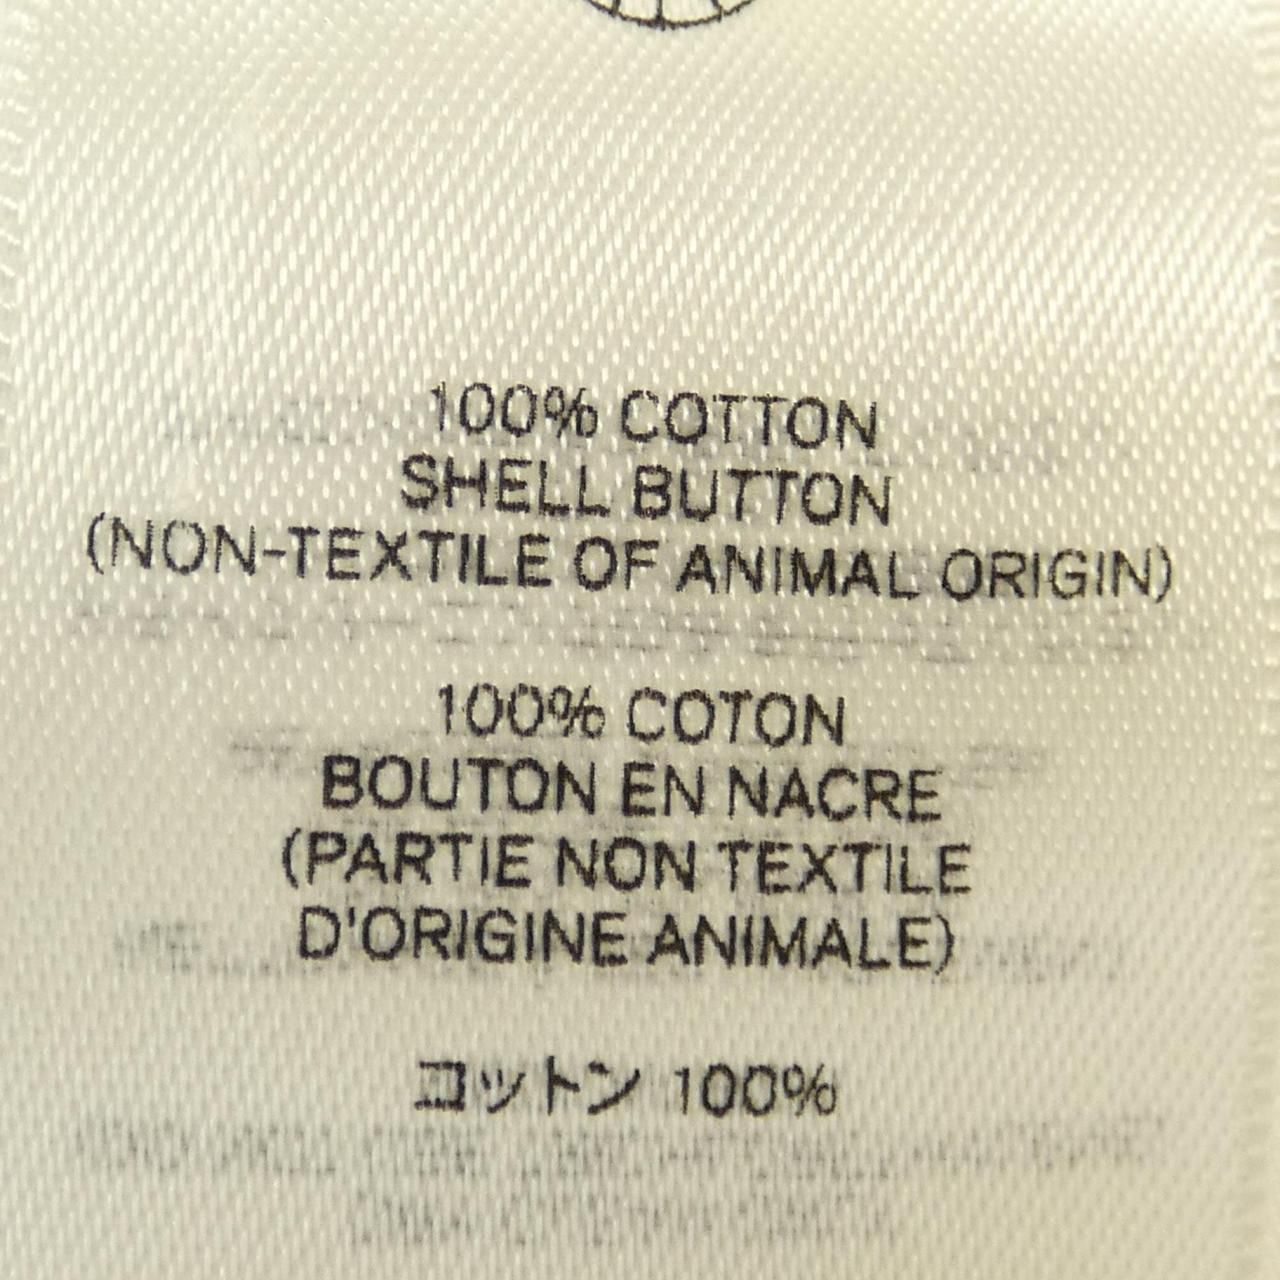 100% COTTON
SHELL BUTTON
(NON-TEXTILE OF ANIMAL ORIGIN)
100% COTON
BOUTON EN NACRE
(PARTIE NON TEXTILE
D'ORIGINE ANIMALE)
コットン 100%